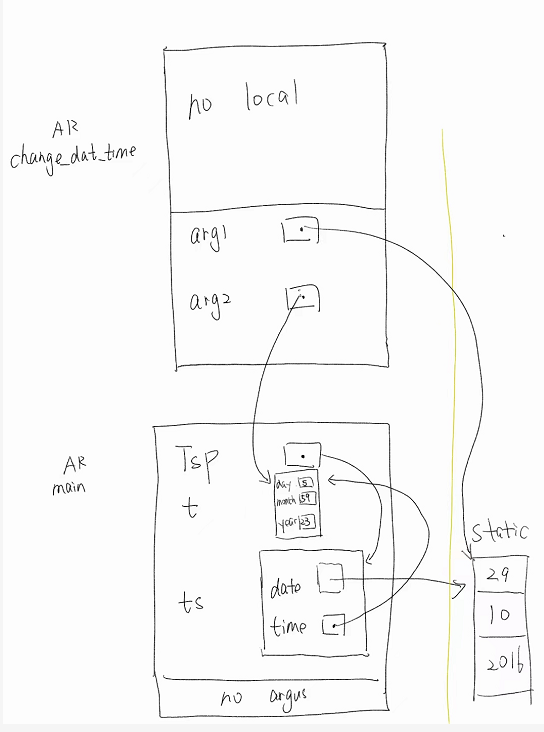 no local
AR
change_dat_time
arg1
arg2
AR
main
Tsp
t
day 5
month 59
year 23
ts
date
time
no argus
static
29
10
2016